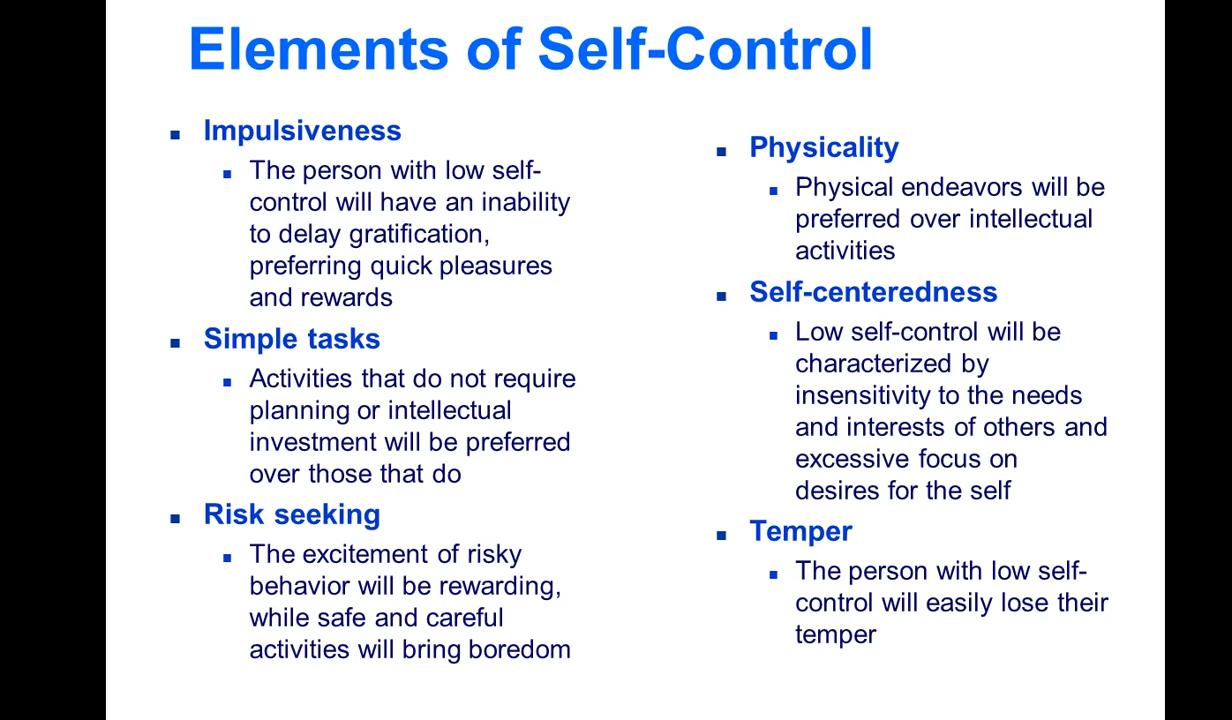 Elements of Self-Control
Impulsiveness
The person with low self-
control will have an inability
to delay gratification,
preferring quick pleasures
and rewards
Simple tasks
Activities that do not require
planning or intellectual
investment will be preferred
over those that do
Risk seeking
The excitement of risky
behavior will be rewarding,
while safe and careful
activities will bring boredom
Physicality
Physical endeavors will be
preferred over intellectual
activities
Self-centeredness
Low self-control will be
characterized by
insensitivity to the needs
and interests of others and
excessive focus on
desires for the self
Temper
The person with low self-
control will easily lose their
temper